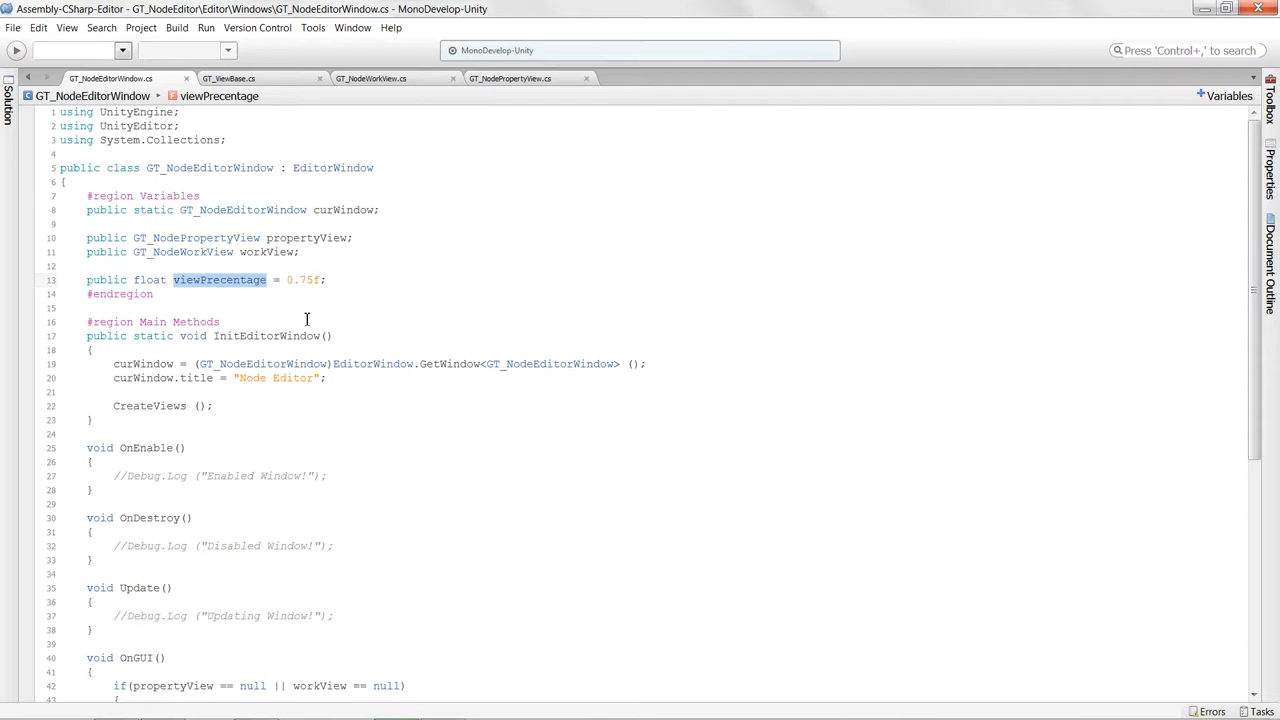 Assembly-CSharp-Editor - GT_NodeEditor\Editor\Windows\GT_NodeEditorWindow.cs - MonoDevelop-Unity
File Edit View Search Project Build Run Version Control Tools Window Help
MonoDevelop-Unity
Press 'Control+,' to search
GT_NodeEditorWindow.cs GT_ViewBase.cs GT_NodeWorkView.cs GT_NodePropertyView.cs
GT_NodeEditorWindow viewPrecentage Variables
Solution
Toolbox
Properties
Document Outline
1 using UnityEngine;
2 using UnityEditor;
3 using System.Collections;
4
5 public class GT_NodeEditorWindow : EditorWindow
6 {
7 #region Variables
8 public static GT_NodeEditorWindow curWindow;
9
10 public GT_NodePropertyView propertyView;
11 public GT_NodeWorkView workView;
12
13 public float viewPrecentage = 0.75f;
14 #endregion
15
16 #region Main Methods
17 public static void InitEditorWindow()
18 {
19 curWindow = (GT_NodeEditorWindow)EditorWindow.GetWindow<GT_NodeEditorWindow> ();
20 curWindow.title = "Node Editor";
21
22 CreateViews ();
23 }
24
25 void OnEnable()
26 {
27 //Debug.Log ("Enabled Window!");
28 }
29
30 void OnDestroy()
31 {
32 //Debug.Log ("Disabled Window!");
33 }
34
35 void Update()
36 {
37 //Debug.Log ("Updating Window!");
38 }
39
40 void OnGUI()
41 {
42 if(propertyView == null || workView == null)
43 {
Errors Tasks